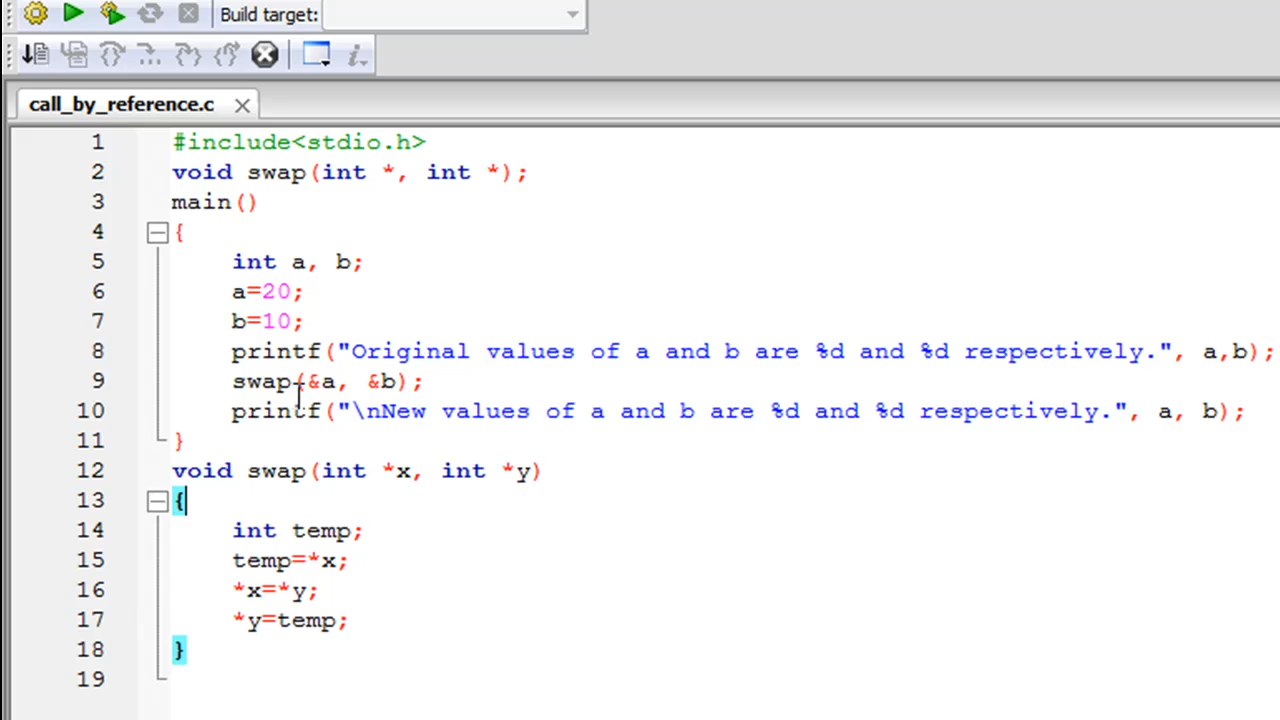 Build target:
call_by_reference.c
1 #include<stdio.h>
2 void swap(int *, int *);
3 main()
4 {
5 int a, b;
6 a=20;
7 b=10;
8 printf("Original values of a and b are %d and %d respectively.", a,b);
9 swap(&a, &b);
10 printf("\nNew values of a and b are %d and %d respectively.", a, b);
11 }
12 void swap(int *x, int *y)
13 {
14 int temp;
15 temp=*x;
16 *x=*y;
17 *y=temp;
18 }
19